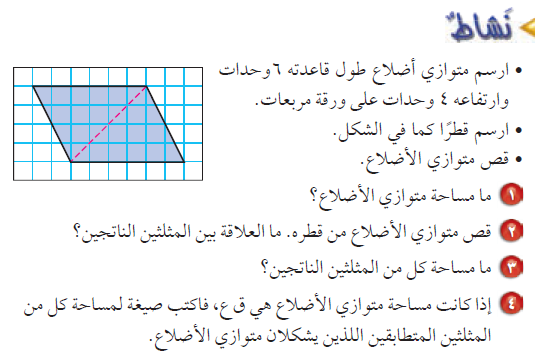 نَشاطٌ
• ارسم متوازي أضلاع طول قاعدته ٦ وحدات
وارتفاعه ٤ وحدات على ورقة مربعات.
• ارسم قطرًا كما في الشكل.
• قص متوازي الأضلاع.
١ ما مساحة متوازي الأضلاع؟
٢ قص متوازي الأضلاع من قطره. ما العلاقة بين المثلثين الناتجين؟
٣ ما مساحة كل من المثلثين الناتجين؟
٤ إذا كانت مساحة متوازي الأضلاع هي ق ع، فاكتب صيغة لمساحة كل من
المثلثين المتطابقين اللذين يشكلان متوازي الأضلاع.